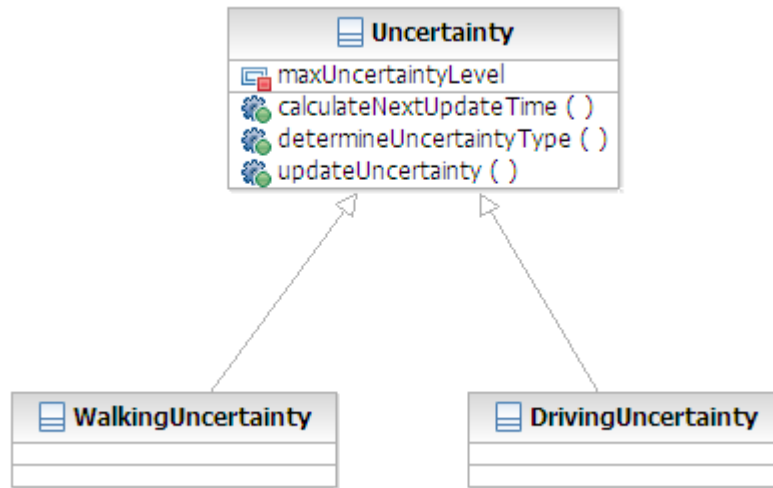 Uncertainty
maxUncertaintyLevel
calculateNextUpdateTime ( )
determineUncertaintyType ( )
updateUncertainty ( )
WalkingUncertainty
DrivingUncertainty